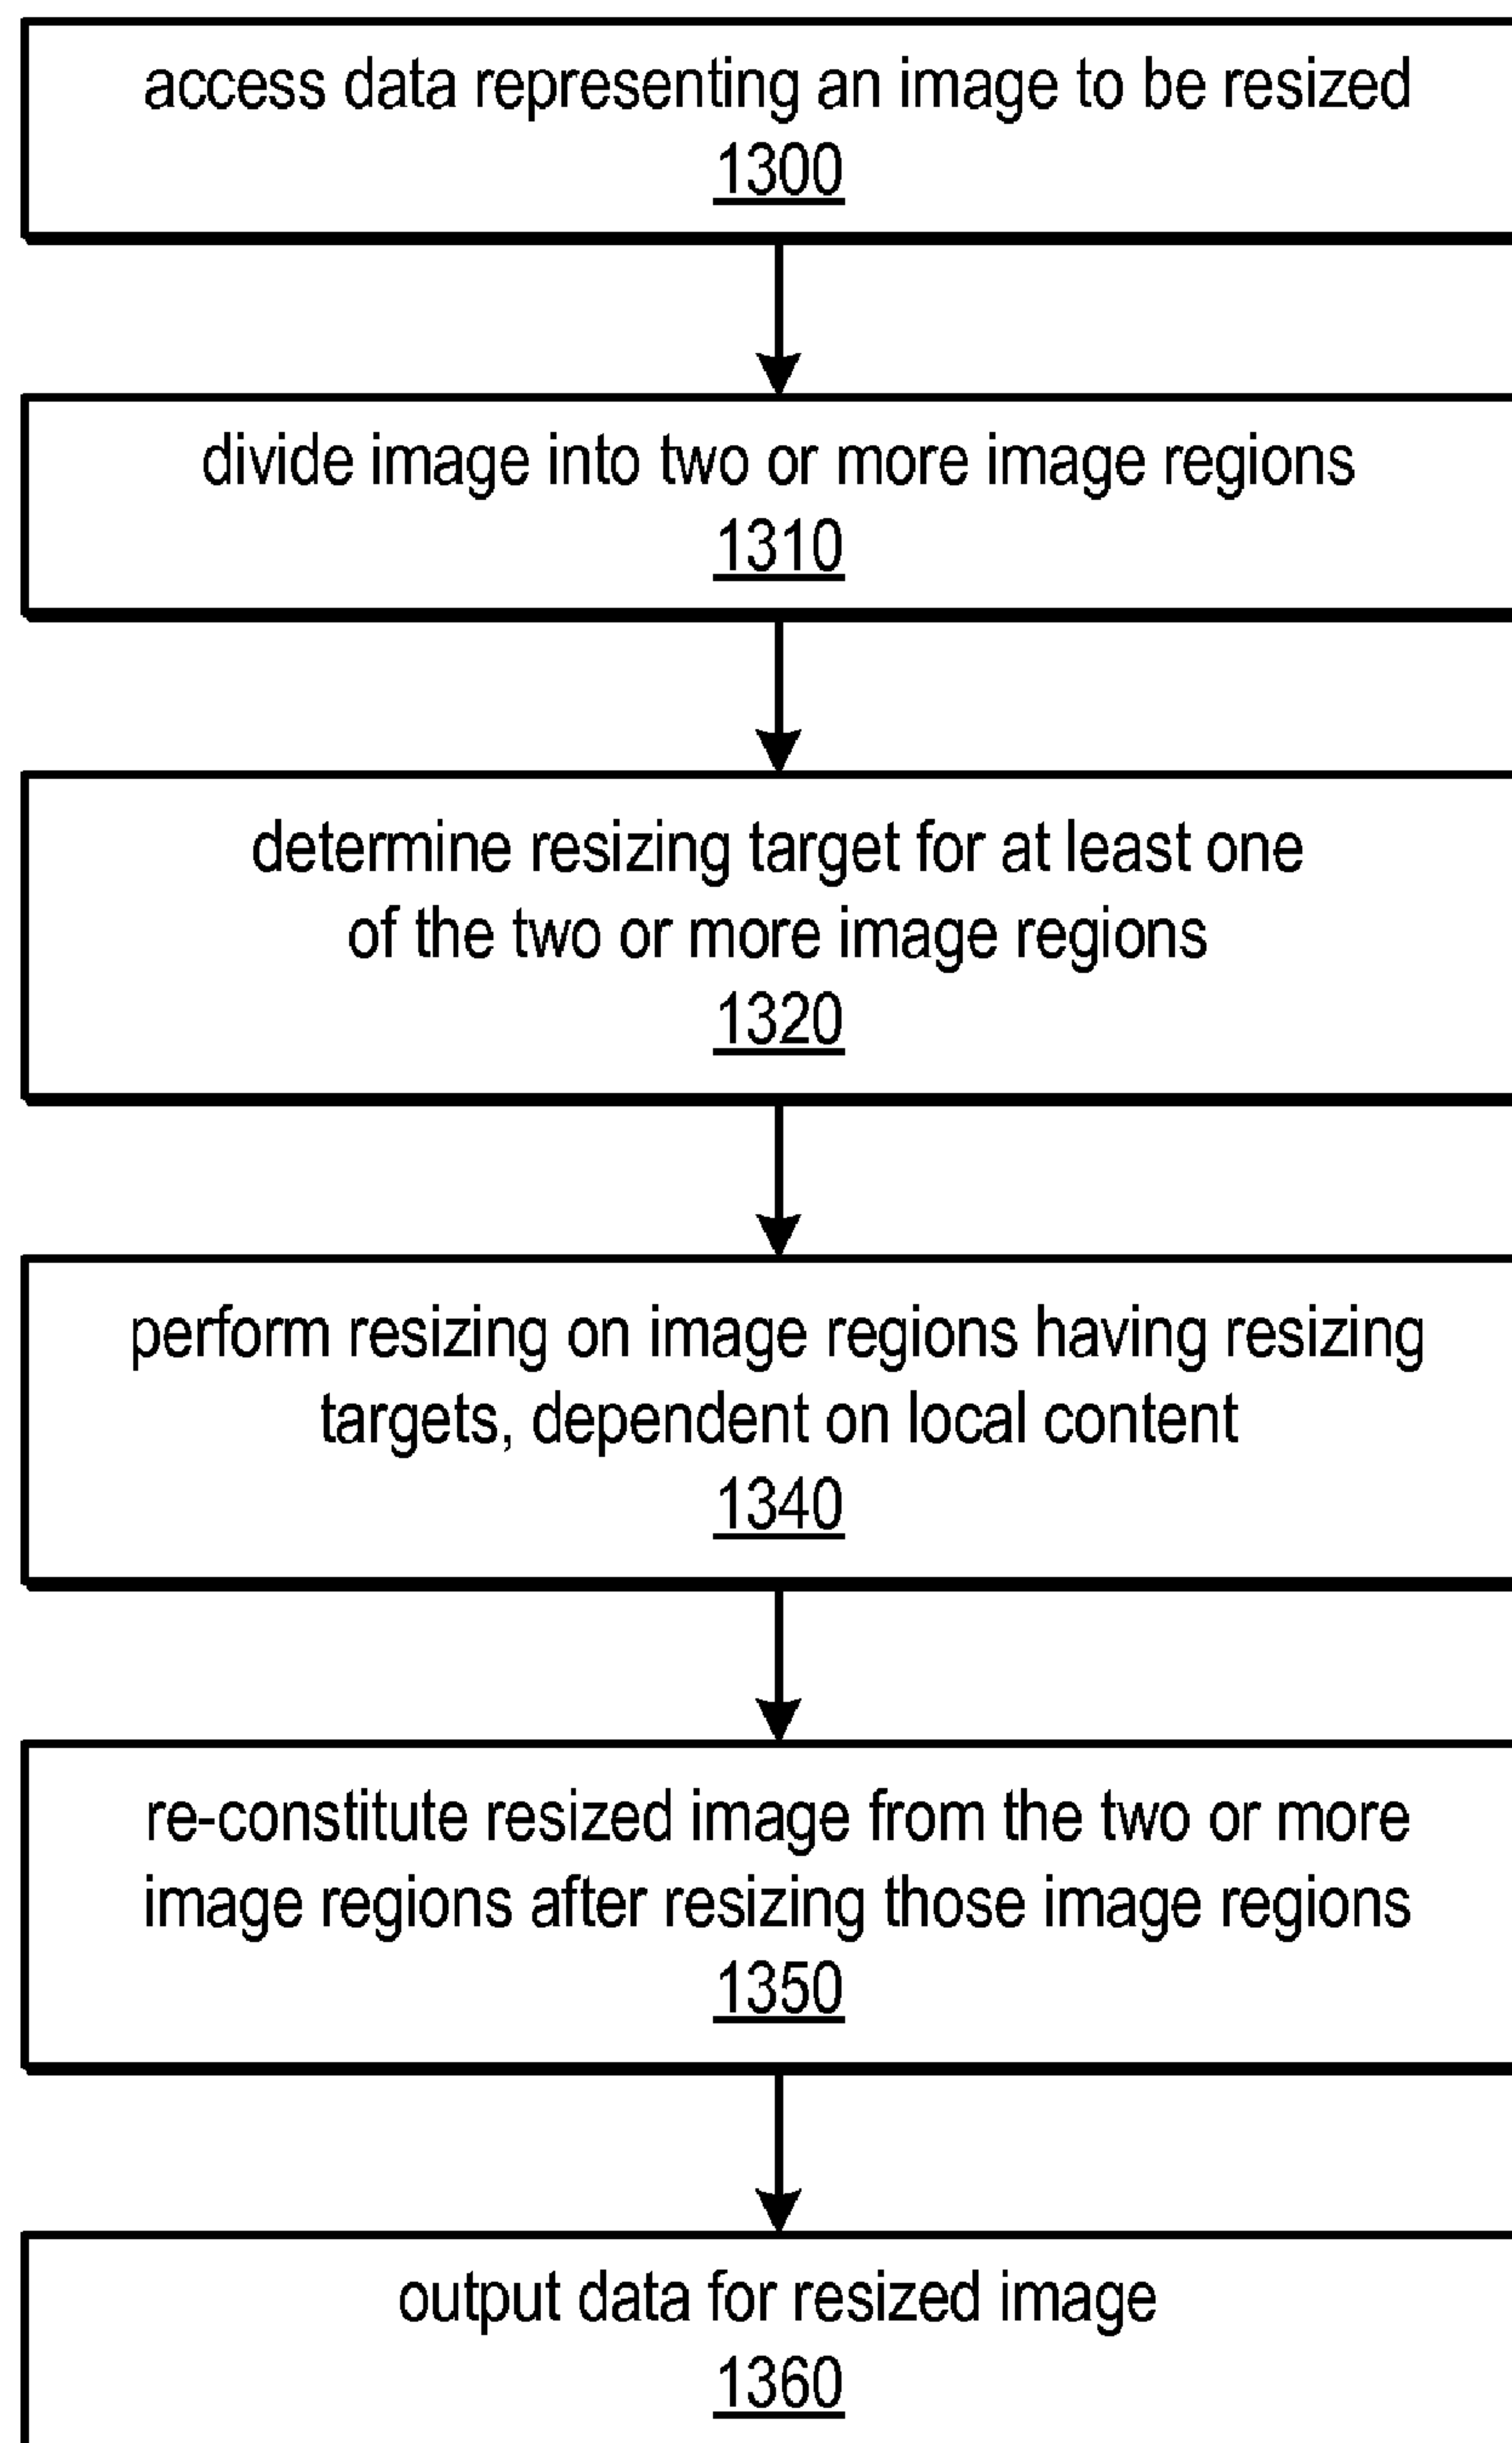 access data representing an image to be resized
1300
divide image into two or more image regions
1310
determine resizing target for at least one
of the two or more image regions
1320
perform resizing on image regions having resizing
targets, dependent on local content
1340
re-constitute resized image from the two or more
image regions after resizing those image regions
1350
output data for resized image
1360